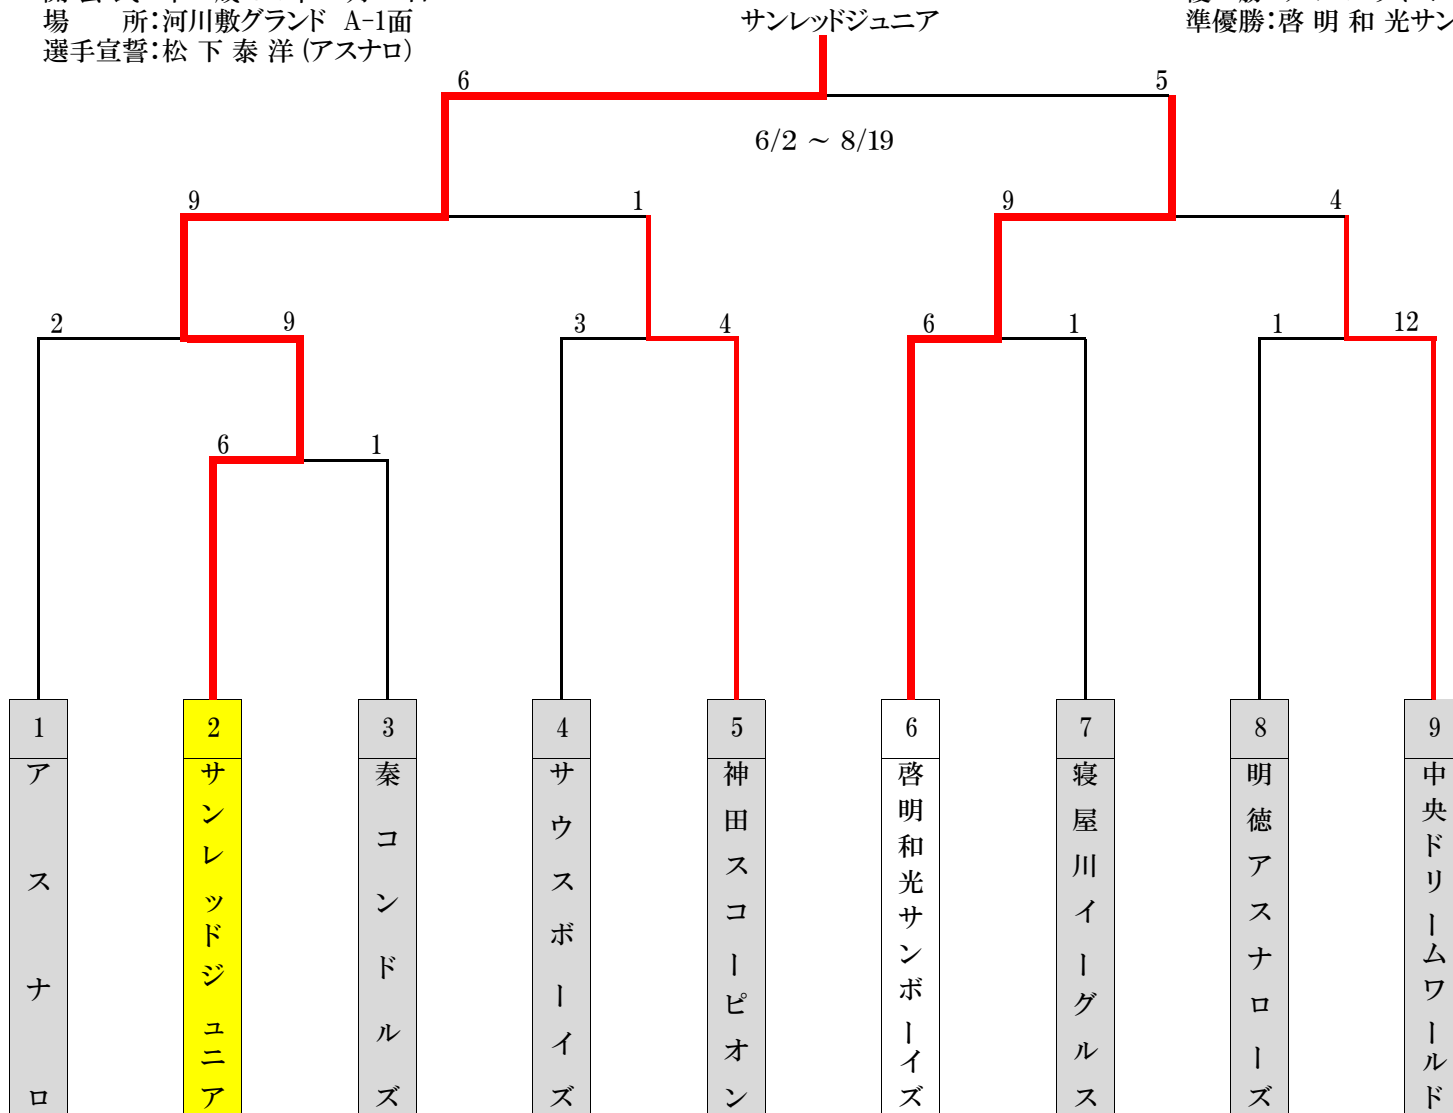 場　　所：河川敷グランド A-1面
選手宣誓：松 下 泰 洋 (アスナロ)
サンレッドジュニア
準優勝：啓 明 和 光サン
6
5
6/2 ～ 8/19
9
1
9
4
2
9
3
4
6
1
1
12
6
1
1
2
3
4
5
6
7
8
9
アスナロ
サンレッドジュニア
秦コンドルズ
サウスボーイズ
神田スコーピオン
啓明和光サンボーイズ
寝屋川イーグルス
明徳アスナローズ
中央ドリームワールド